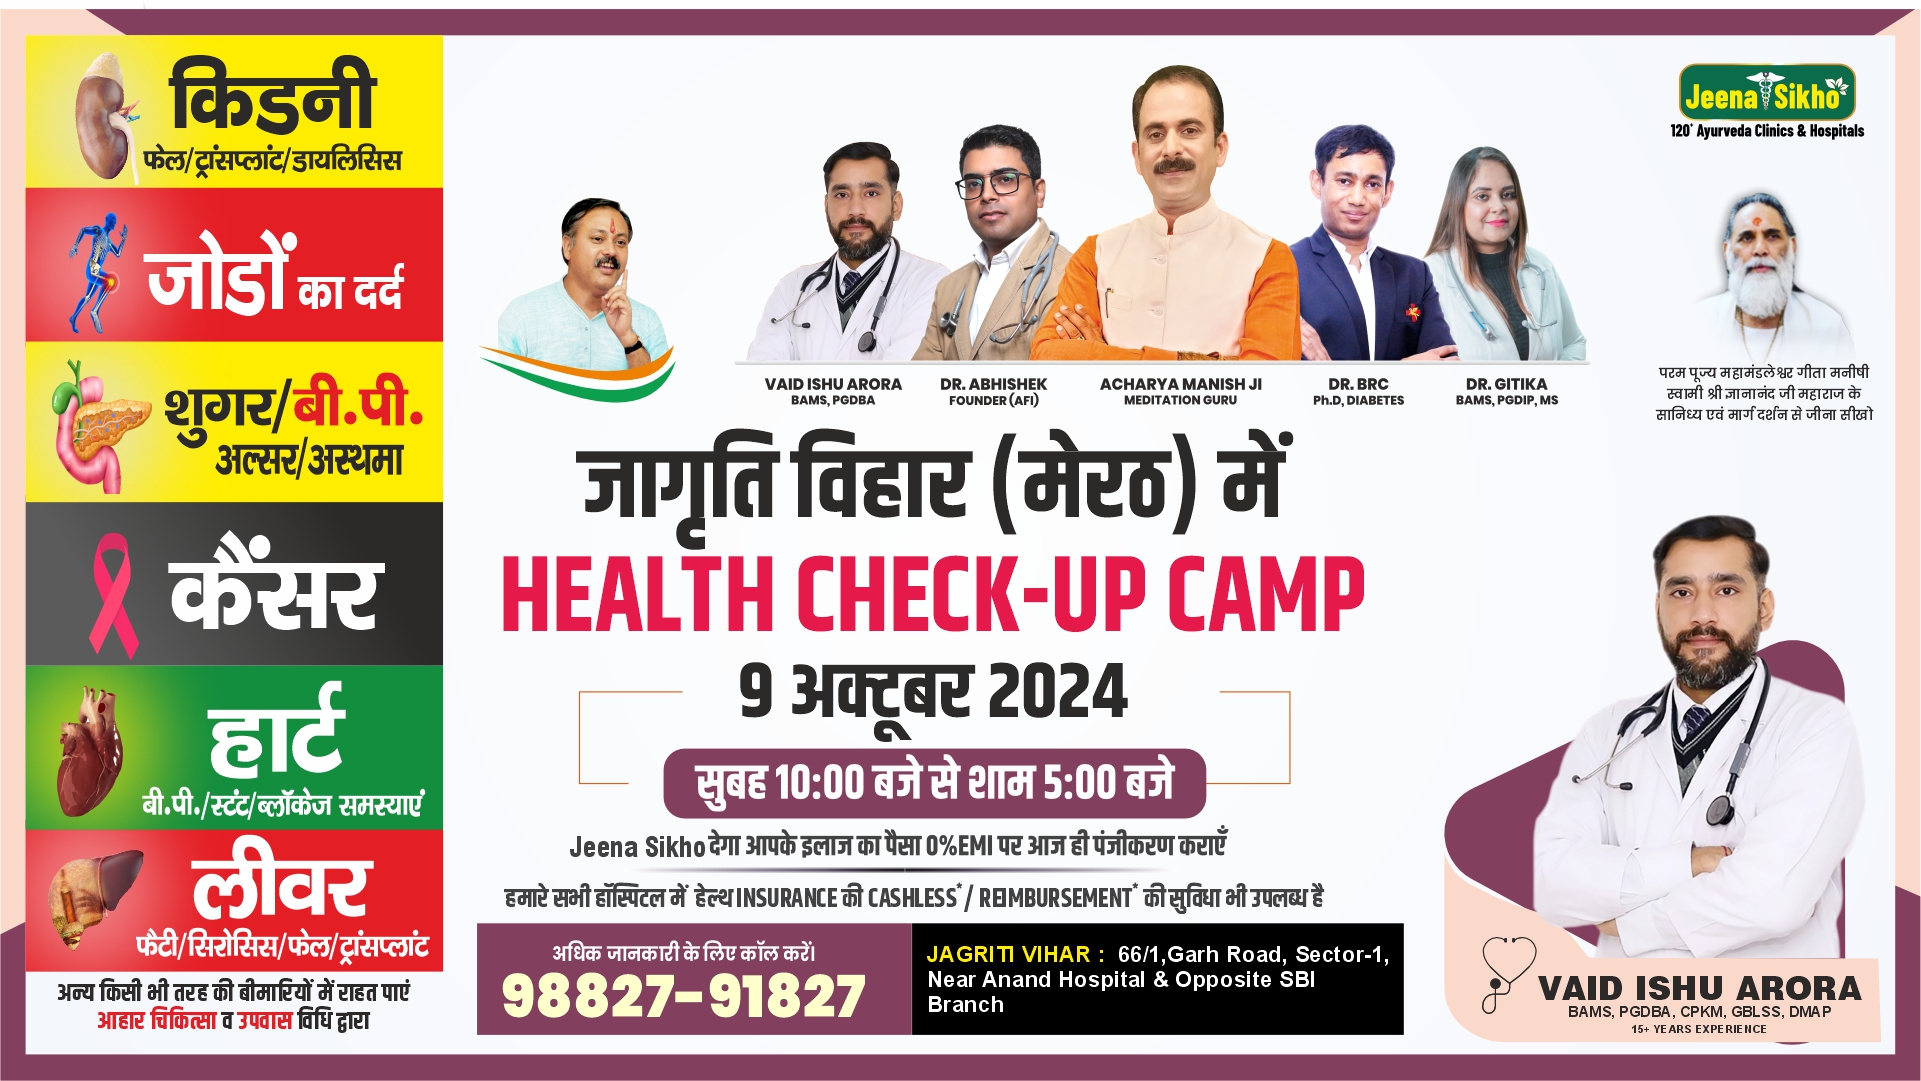 किडनी
फेल/ट्रांसप्लांट/डायलिसिस
जोडों का दर्द
शुगर/बी.पी.
अल्सर/अस्थमा
कैंसर
हार्ट
बी.पी./स्टंट/ब्लॉकेज समस्याएं
लीवर
फैटी/सिरोसिस/फेल/ट्रांसप्लांट
अन्य किसी भी तरह की बीमारियों में राहत पाएं
आहार चिकित्सा व उपवास विधि द्वारा
VAID ISHU ARORA
BAMS, PGDBA
DR. ABHISHEK
FOUNDER (AFI)
ACHARYA MANISH JI
MEDITATION GURU
DR. BRC
Ph.D, DIABETES
DR. GITIKA
BAMS, PGDIP, MS
Jeena Sikho
120+ Ayurveda Clinics & Hospitals
परम पूज्य महामंडलेश्वर गीता मनीषी
स्वामी श्री ज्ञानानंद जी महाराज के
सानिध्य एवं मार्ग दर्शन से जीना सीखो
जागृति विहार (मेरठ) में
HEALTH CHECK-UP CAMP
9 अक्टूबर 2024
सुबह 10:00 बजे से शाम 5:00 बजे
Jeena Sikho देगा आपके इलाज का पैसा 0%EMI पर आज ही पंजीकरण कराएँ
हमारे सभी हॉस्पिटल में हेल्थ INSURANCE की CASHLESS* / REIMBURSEMENT* की सुविधा भी उपलब्ध है
अधिक जानकारी के लिए कॉल करें।
98827-91827
JAGRITI VIHAR : 66/1,Garh Road, Sector-1,
Near Anand Hospital & Opposite SBI
Branch
VAID ISHU ARORA
BAMS, PGDBA, CPKM, GBLSS, DMAP
15+ YEARS EXPERIENCE